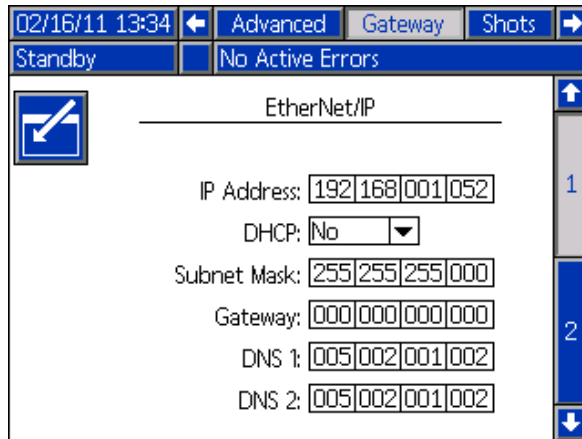 02/16/11 13:34 Advanced Gateway Shots
Standby No Active Errors
EtherNet/IP
IP Address: 192 168 001 052
1
DHCP: No
Subnet Mask: 255 255 255 000
Gateway: 000 000 000 000
2
DNS 1: 005 002 001 002
DNS 2: 005 002 001 002